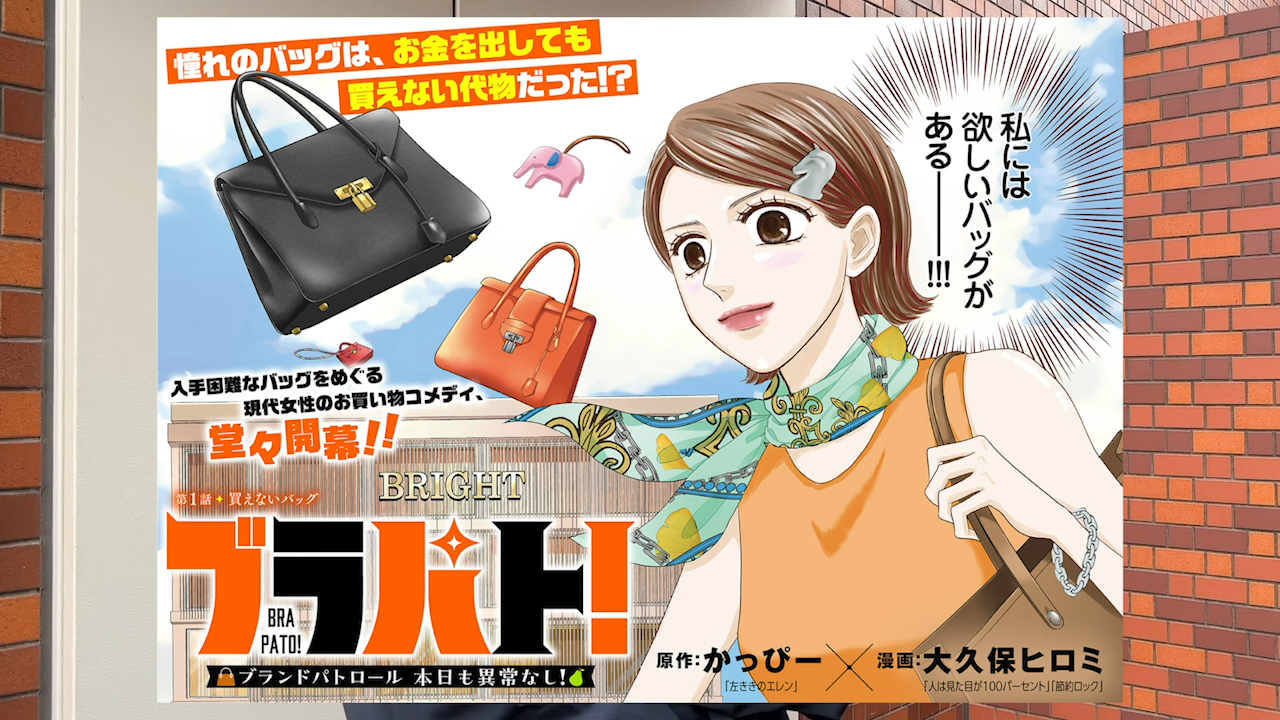 憧れのバッグは、お金を出しても
買えない代物だった!?
私には
欲しいバッグが
ある───!!!
入手困難なバッグをめぐる
現代女性のお買い物コメディ、
堂々開幕!!
BRIGHT
第1話✦買えないバッグ
ブラパト!
BRA
PATO!
ブランドパトロール 本日も異常なし!
原作:かっぴー
「左ききのエレン」
×
漫画:大久保ヒロミ
「人は見た目が100パーセント」「節約ロック」